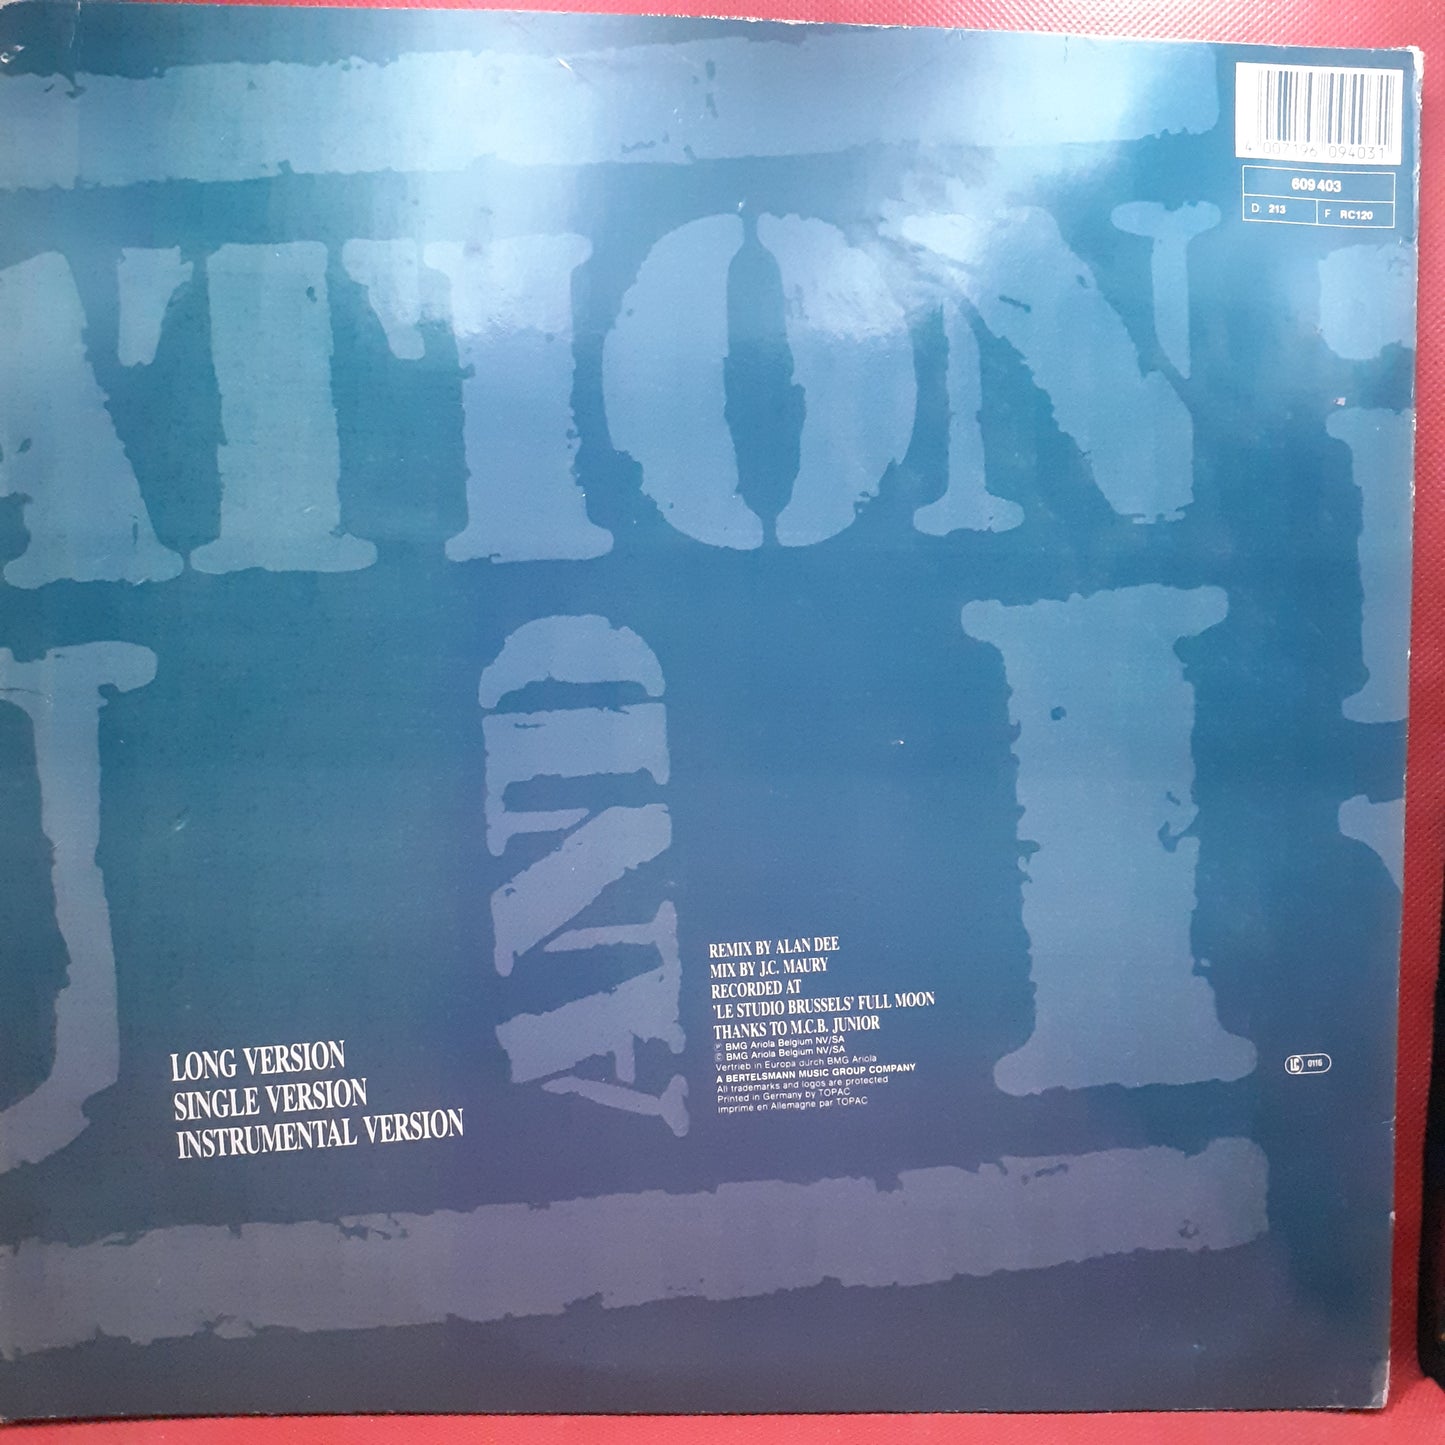 4 007196 094031
609 403
D. 213
F RC120
ATION
J
AND
I
REMIX BY ALAN DEE
MIX BY J.C. MAURY
RECORDED AT
'LE STUDIO BRUSSELS' FULL MOON
THANKS TO M.C.B. JUNIOR
Ⓟ BMG Ariola Belgium NV/SA
© BMG Ariola Belgium NV/SA
Vertrieb in Europa durch BMG Ariola
A BERTELSMANN MUSIC GROUP COMPANY
All trademarks and logos are protected
Printed in Germany by TOPAC
Imprimé en Allemagne par TOPAC
LONG VERSION
SINGLE VERSION
INSTRUMENTAL VERSION
LC 0116